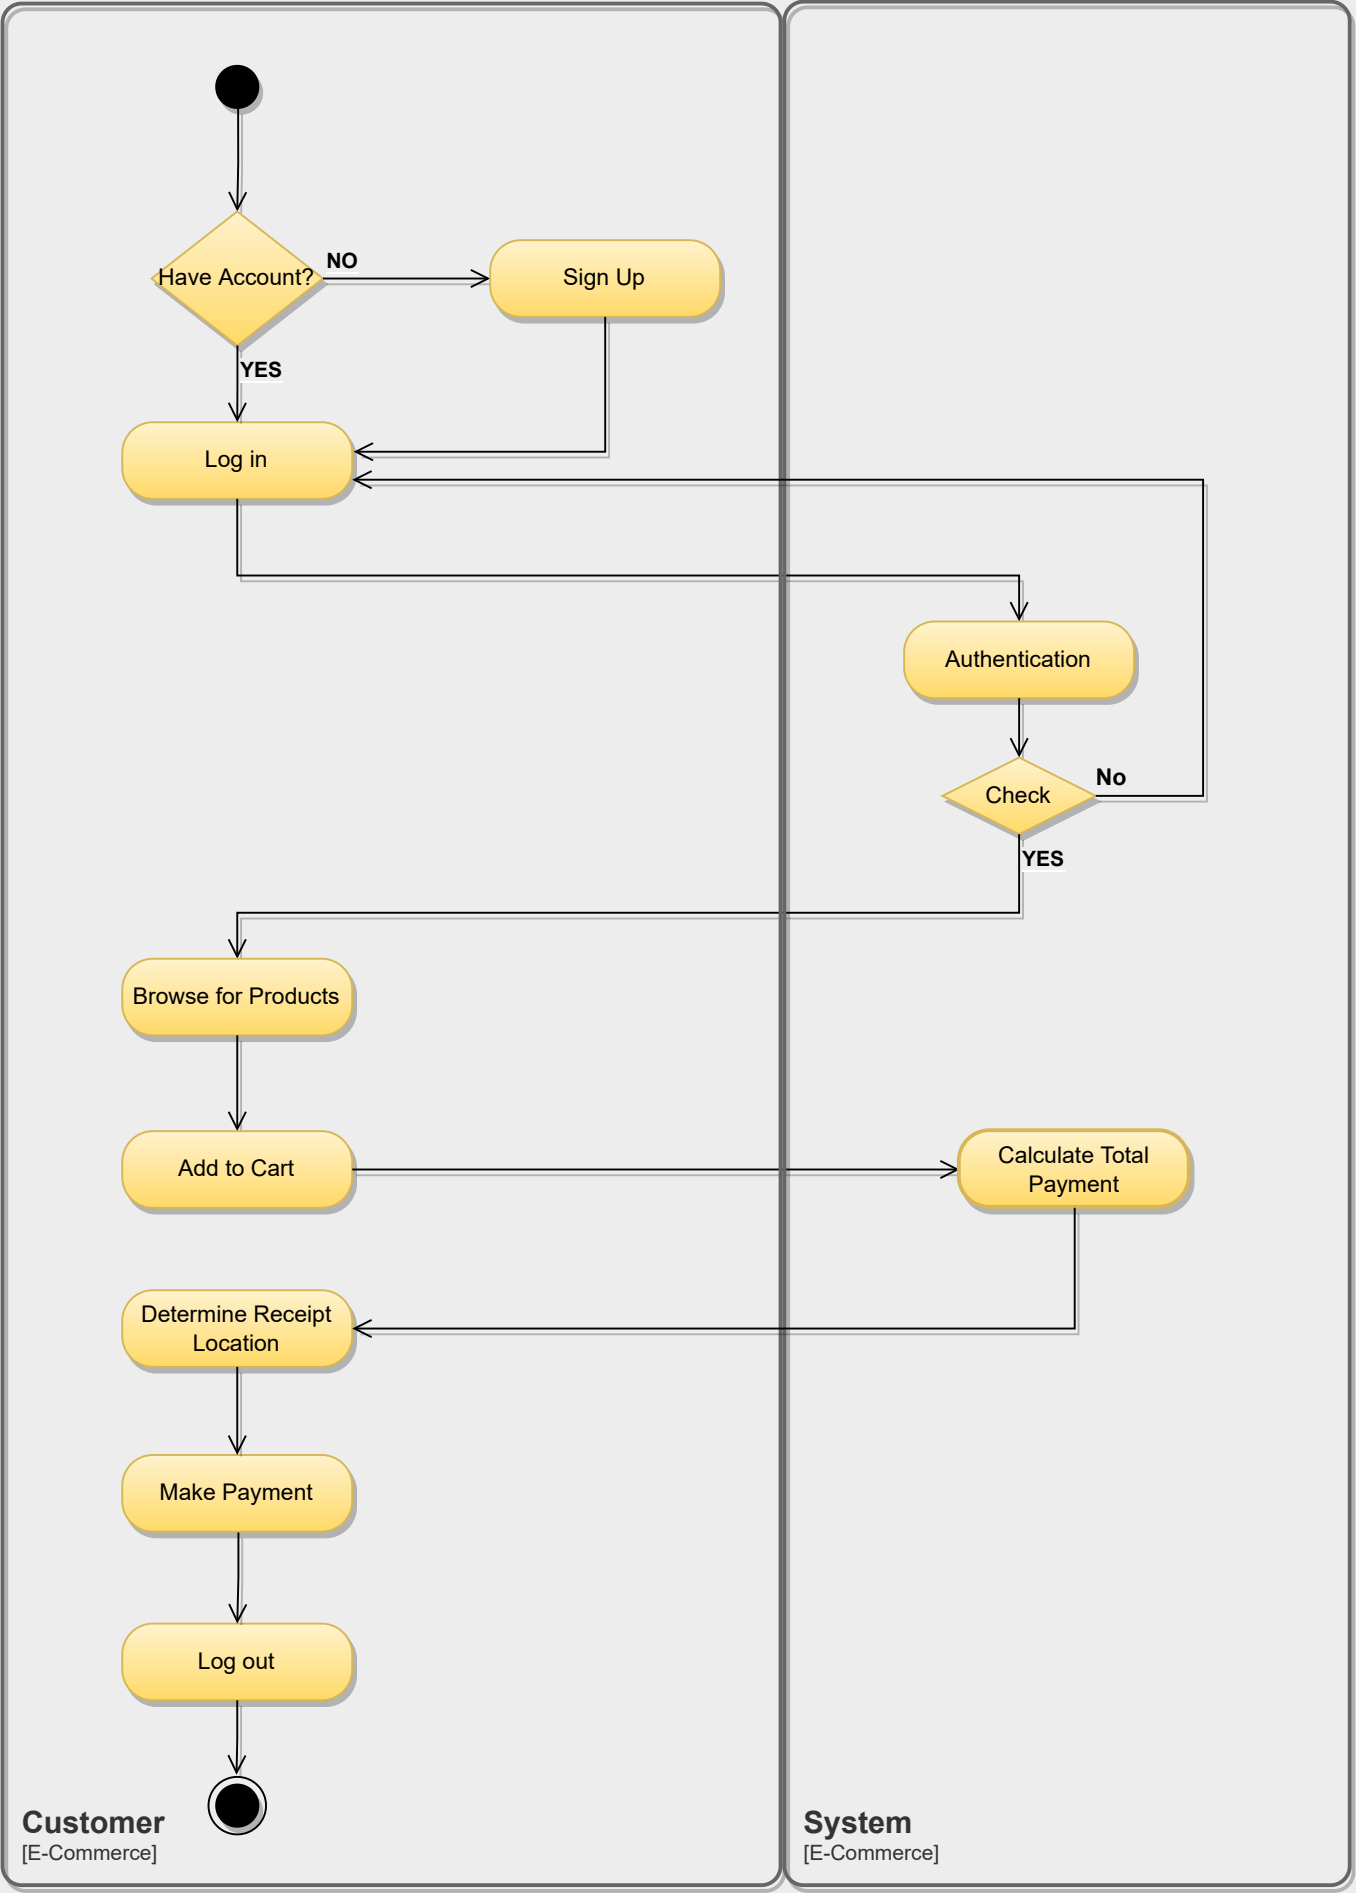 Have Account?
NO
Sign Up
YES
Log in
Authentication
Check
No
YES
Browse for Products
Add to Cart
Calculate Total
Payment
Determine Receipt
Location
Make Payment
Log out
Customer
[E-Commerce]
System
[E-Commerce]